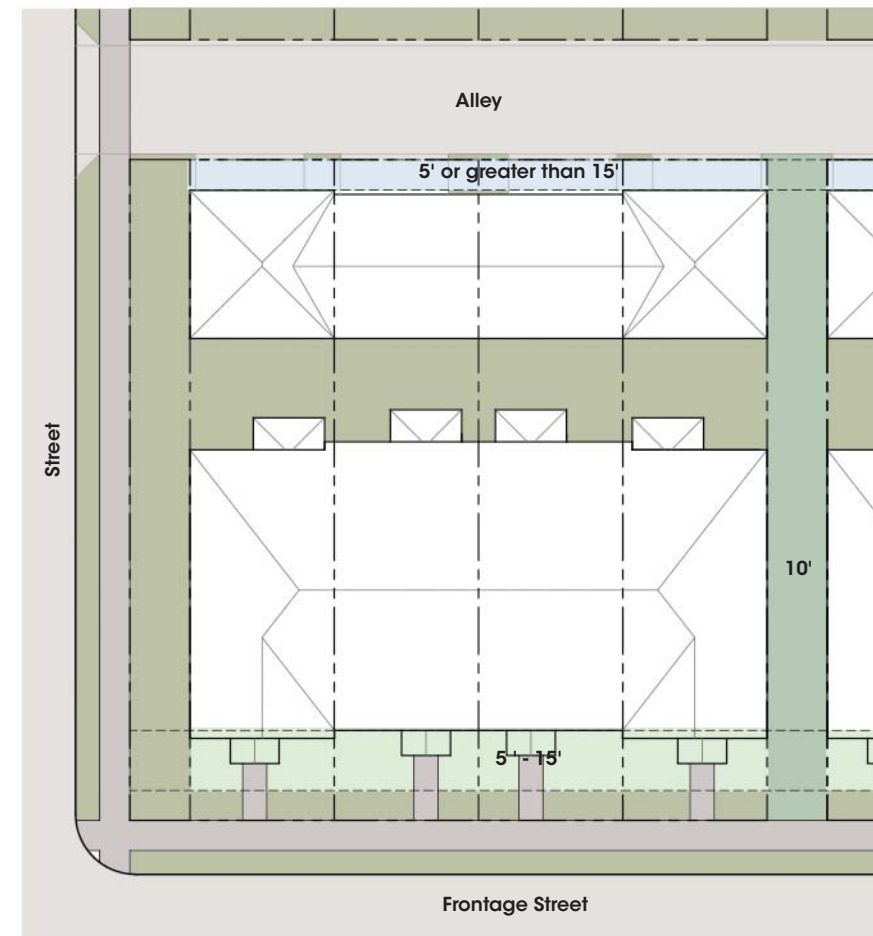 Alley
5' or greater than 15'
Street
10'
5 ' - 15'
Frontage Street